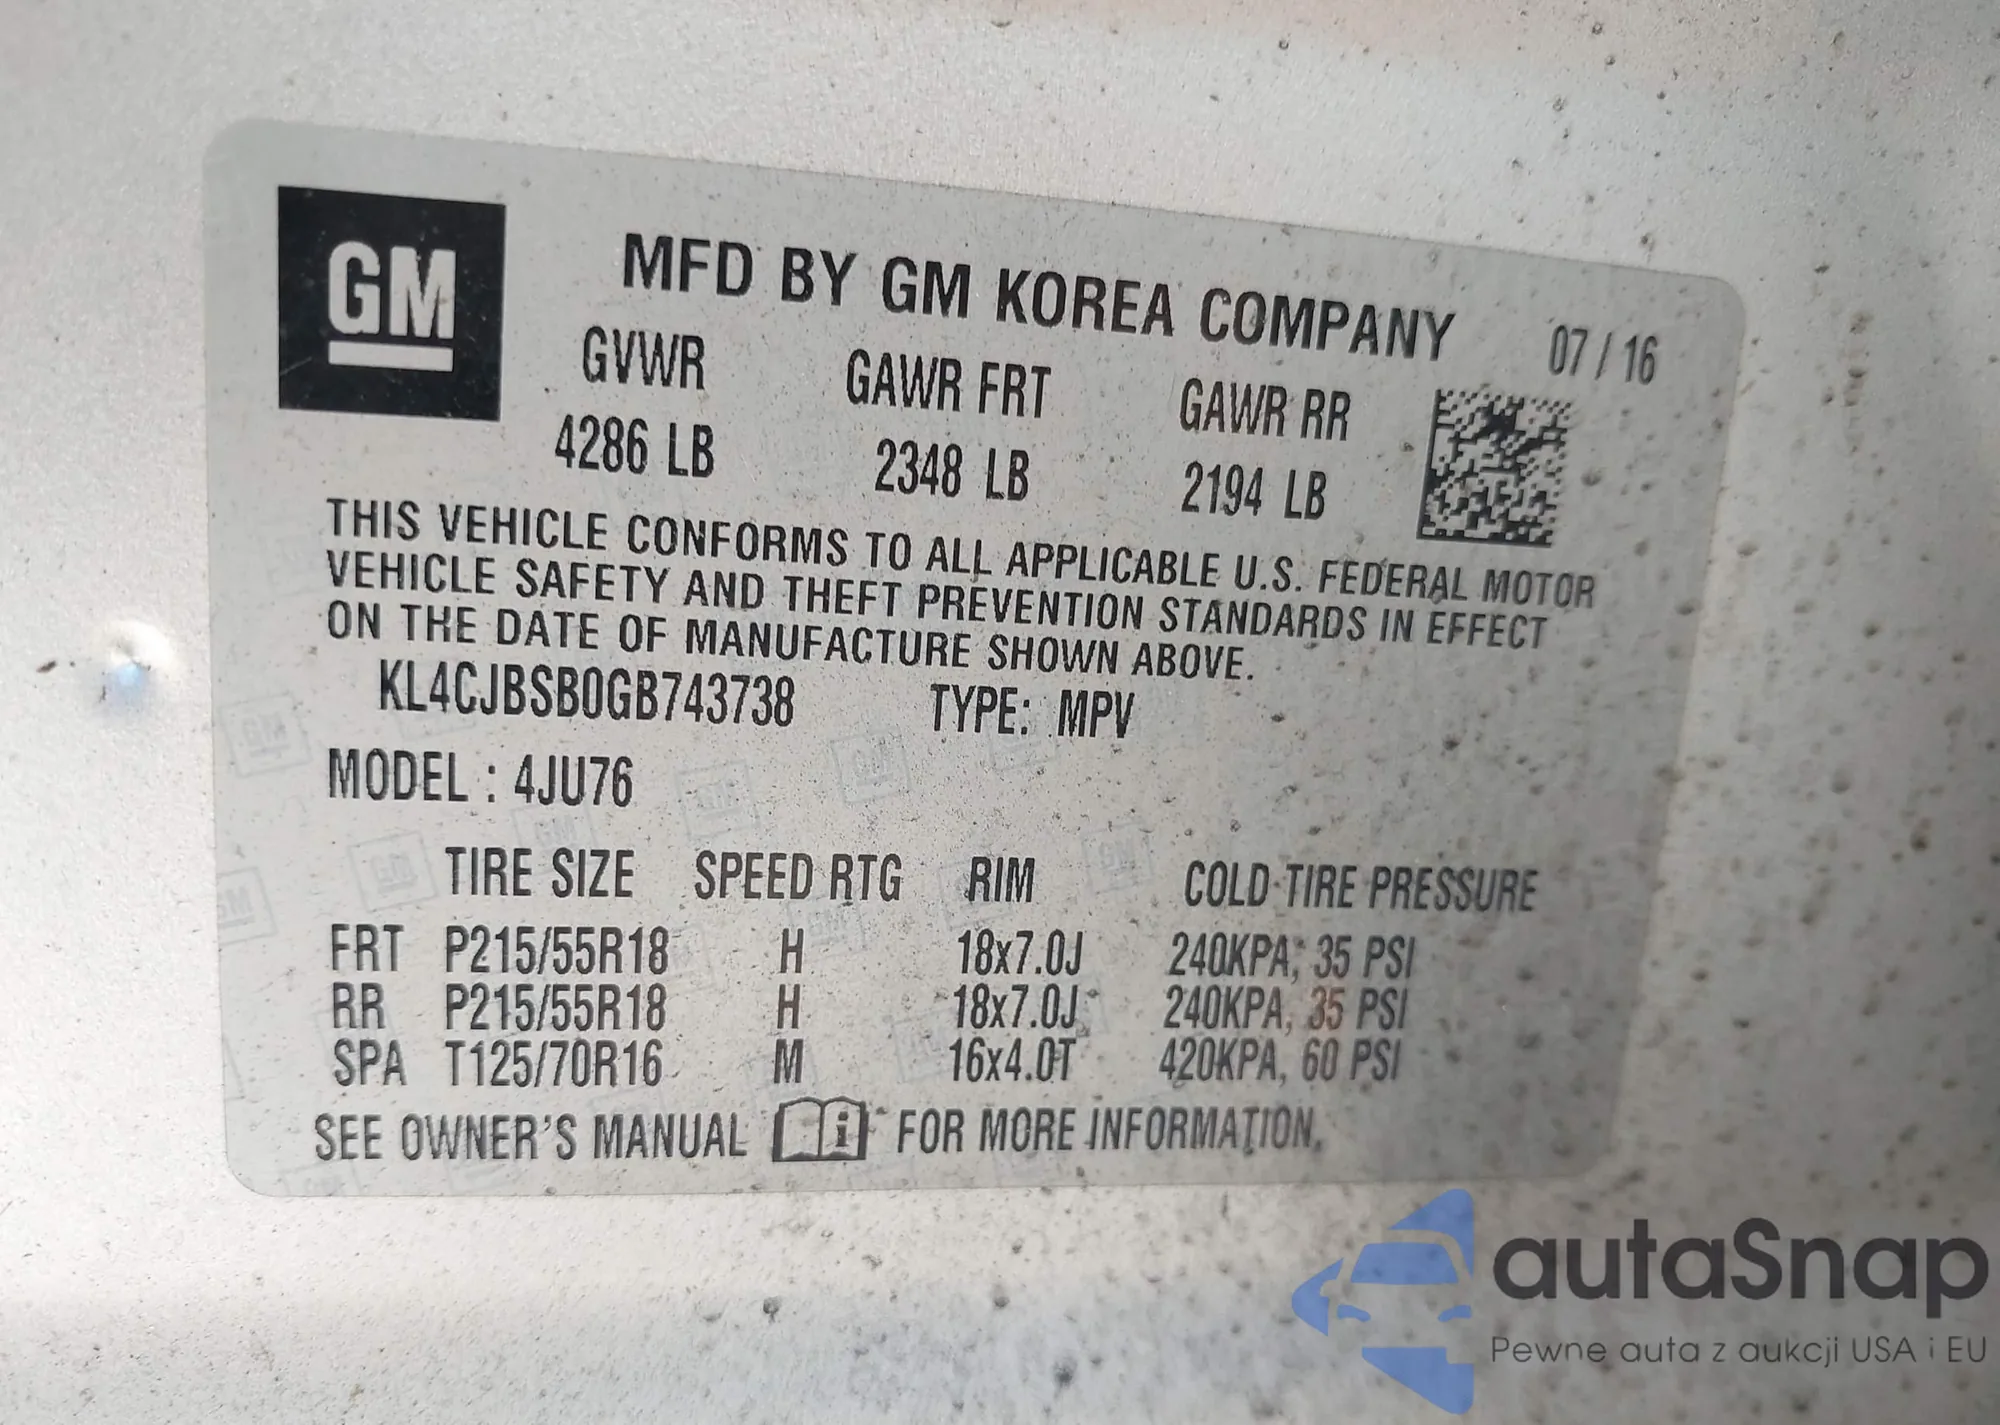 GM
MFD BY GM KOREA COMPANY 07 / 16
GVWR GAWR FRT GAWR RR
4286 LB 2348 LB 2194 LB
THIS VEHICLE CONFORMS TO ALL APPLICABLE U.S. FEDERAL MOTOR
VEHICLE SAFETY AND THEFT PREVENTION STANDARDS IN EFFECT
ON THE DATE OF MANUFACTURE SHOWN ABOVE.
KL4CJBSB0GB743738 TYPE: MPV
MODEL : 4JU76
TIRE SIZE SPEED RTG RIM COLD TIRE PRESSURE
FRT P215/55R18 H 18x7.0J 240KPA, 35 PSI
RR P215/55R18 H 18x7.0J 240KPA, 35 PSI
SPA T125/70R16 M 16x4.0T 420KPA, 60 PSI
SEE OWNER'S MANUAL i FOR MORE INFORMATION.
autaSnap
Pewne auta z aukcji USA i EU